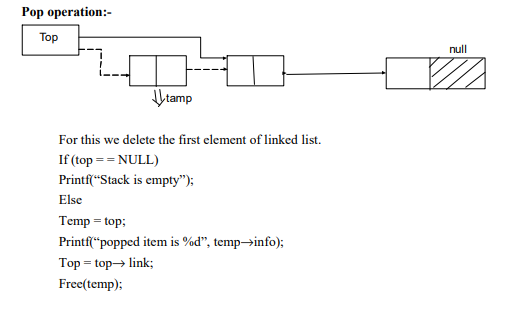 Pop operation:-
Top
null
tamp
For this we delete the first element of linked list.
If (top = = NULL)
Printf(“Stack is empty”);
Else
Temp = top;
Printf(“popped item is %d”, temp→info);
Top = top→ link;
Free(temp);